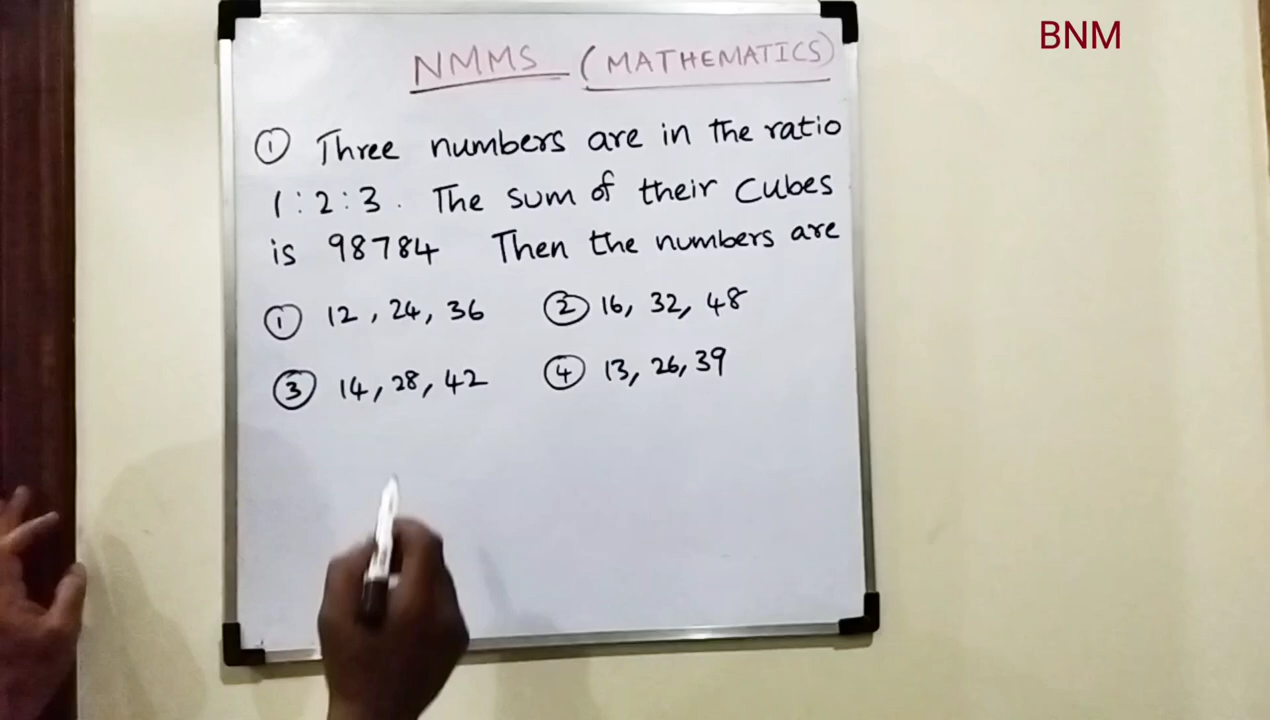 BNM
NMMS (MATHEMATICS)
① Three numbers are in the ratio
1:2:3. The sum of their cubes
is 98784 Then the numbers are
① 12, 24, 36 ② 16, 32, 48
③ 14, 28, 42 ④ 13, 26, 39